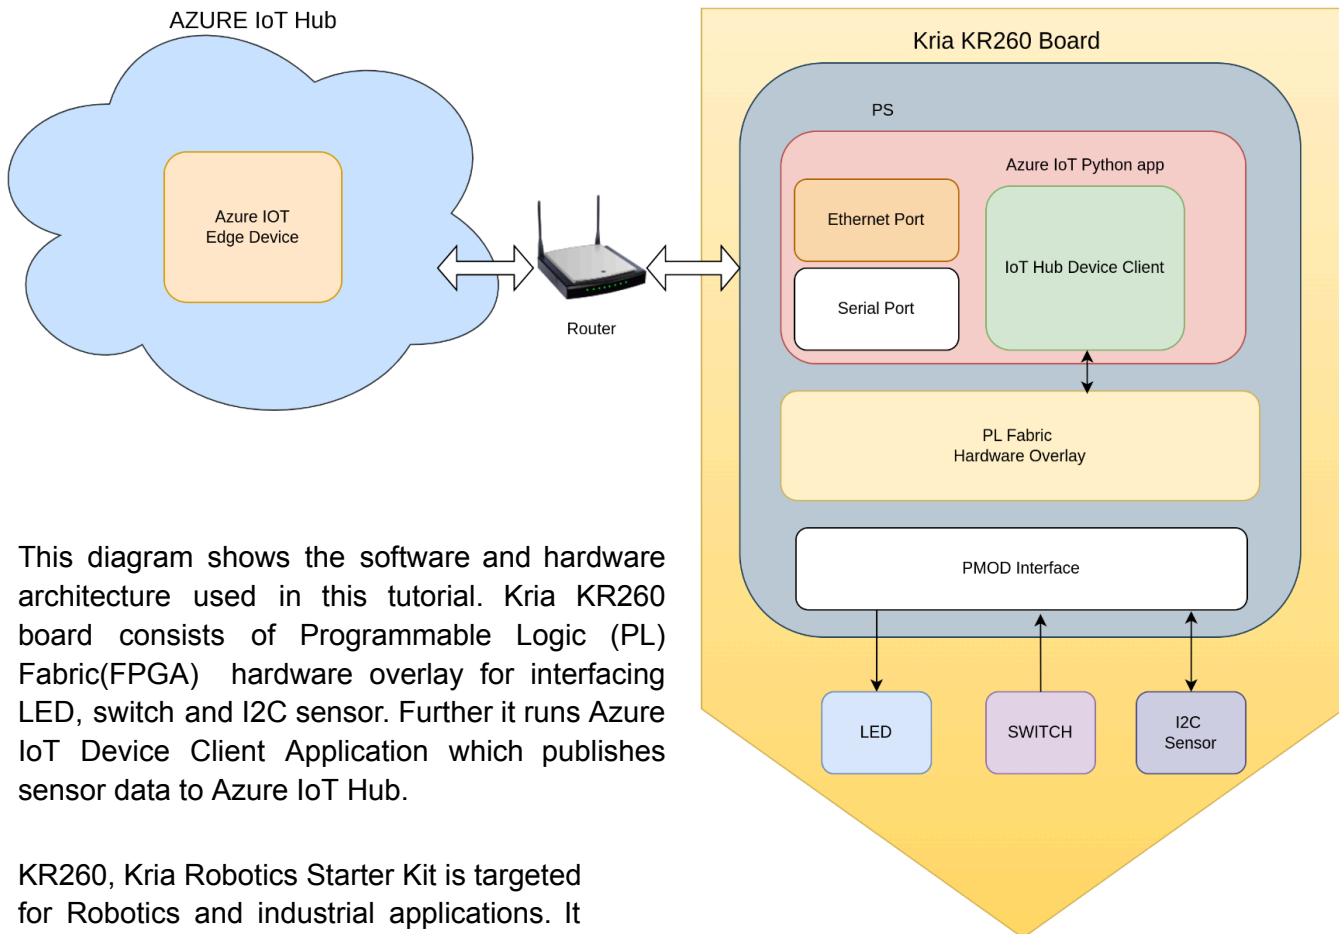 AZURE IoT Hub
Azure IOT
Edge Device
Router
Kria KR260 Board
PS
Azure IoT Python app
Ethernet Port
Serial Port
IoT Hub Device Client
PL Fabric
Hardware Overlay
PMOD Interface
LED
SWITCH
I2C
Sensor
This diagram shows the software and hardware
architecture used in this tutorial. Kria KR260
board consists of Programmable Logic (PL)
Fabric(FPGA) hardware overlay for interfacing
LED, switch and I2C sensor. Further it runs Azure
IoT Device Client Application which publishes
sensor data to Azure IoT Hub.
KR260, Kria Robotics Starter Kit is targeted
for Robotics and industrial applications. It